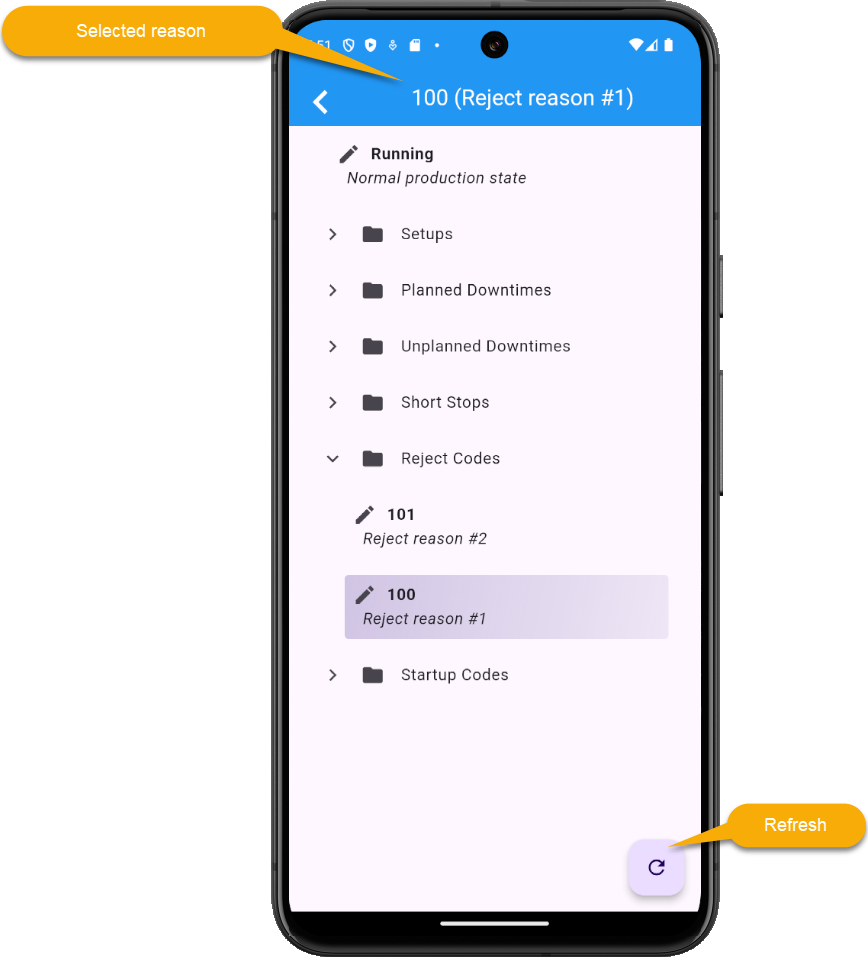 Selected reason
51
100 (Reject reason #1)
Running
Normal production state
Setups
Planned Downtimes
Unplanned Downtimes
Short Stops
Reject Codes
101
Reject reason #2
100
Reject reason #1
Startup Codes
Refresh